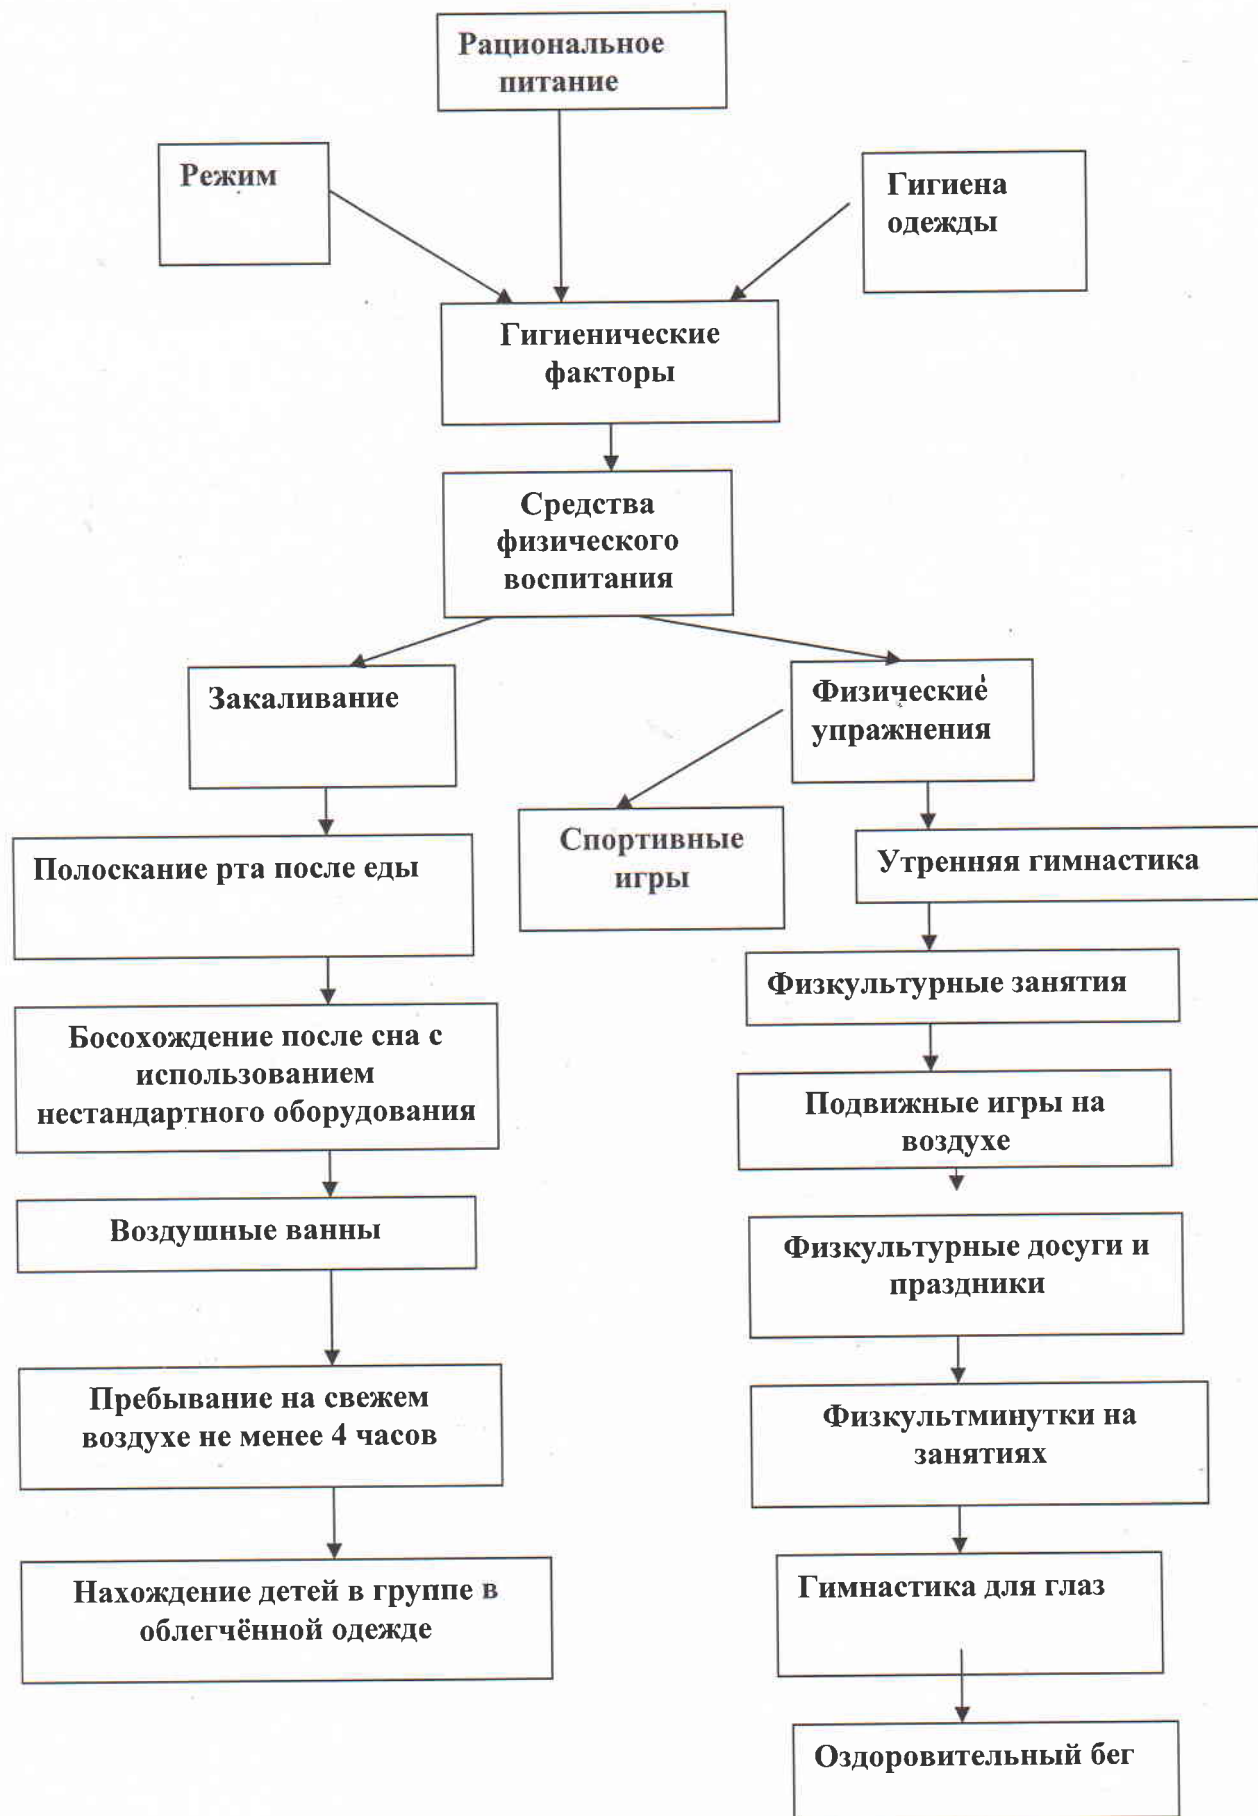 Рациональное
питание
Режим
Гигиена
одежды
Гигиенические
факторы
Средства
физического
воспитания
Закаливание
Физические
упражнения
Спортивные
игры
Полоскание рта после еды
Утренняя гимнастика
Физкультурные занятия
Босохождение после сна с
использованием
нестандартного оборудования
Подвижные игры на
воздухе
Воздушные ванны
Физкультурные досуги и
праздники
Пребывание на свежем
воздухе не менее 4 часов
Физкультминутки на
занятиях
Нахождение детей в группе в
облегчённой одежде
Гимнастика для глаз
Оздоровительный бег